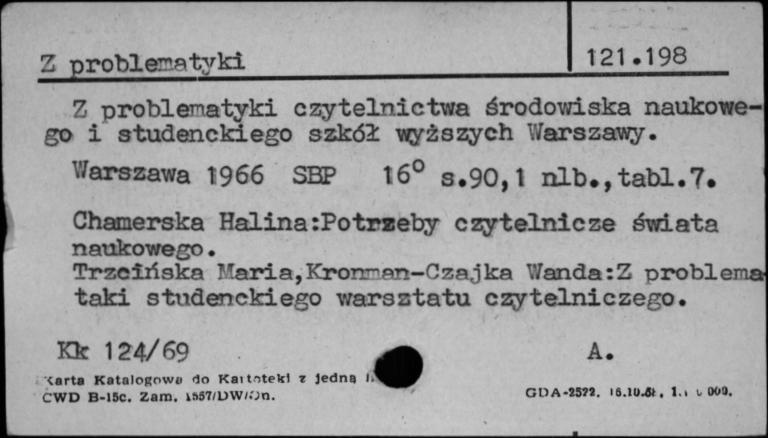 Z problematyki 121.198
Z problematyki czytelnictwa środowiska naukowe-
go i studenckiego szkół wyższych Warszawy.
Warszawa 1966 SBP 16° s.90,1 nlb.,tabl.7.
Chamerska Halina:Potrzeby czytelnicze świata
naukowego.
Trzcińska Maria,Kronman-Czajka Wanda:Z problema
taki studenckiego warsztatu czytelniczego.
Kk 124/69 A.
Karta Katalogowa do Kartoteki z jedną
CWD B-15c. Zam.
GDA-2522.